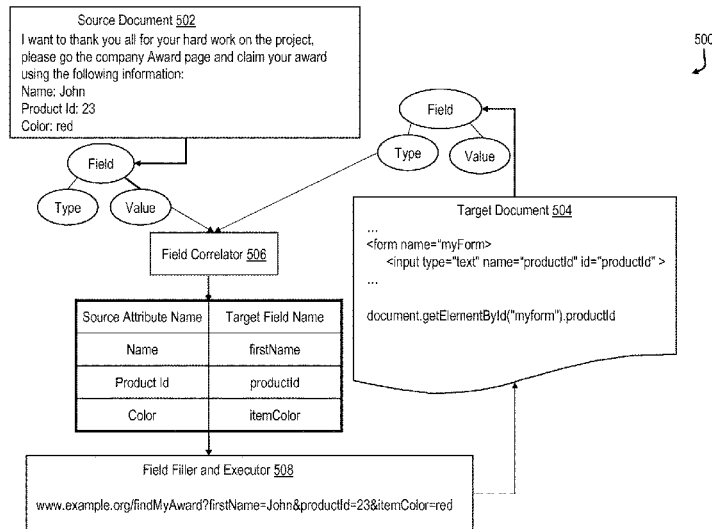 Source Document 502
I want to thank you all for your hard work on the project,
please go the company Award page and claim your award
using the following information:
Name: John
Product Id: 23
Color: red
500
Field
Type
Value
Field
Type
Value
Target Document 504
...
<form name="myForm>
<input type="text" name="productId" id="productId" >
...
document.getElementById("myform").productId
Field Correlator 506
Source Attribute Name Target Field Name
Name firstName
Product Id productId
Color itemColor
Field Filler and Executor 508
www.example.org/findMyAward?firstName=John&productId=23&itemColor=red